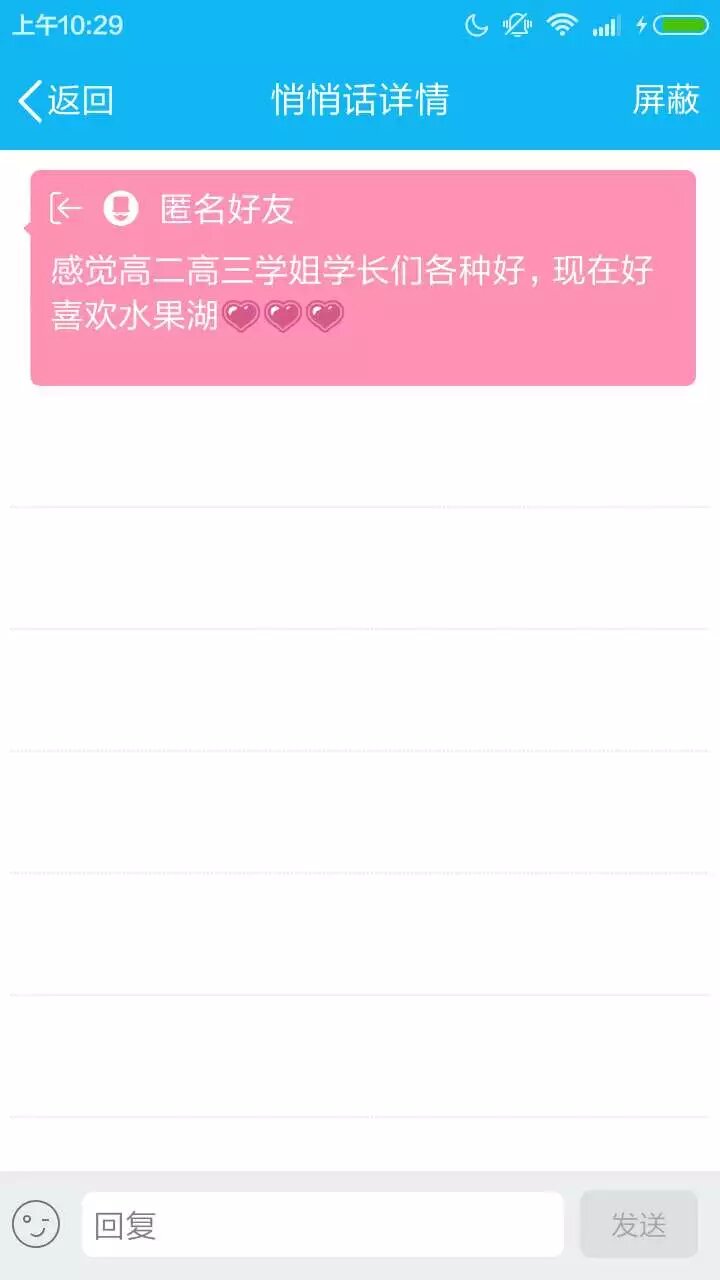 上午10:29
返回 悄悄话详情 屏蔽
匿名好友
感觉高二高三学姐学长们各种好，现在好
喜欢水果湖💗💗💗
回复 发送